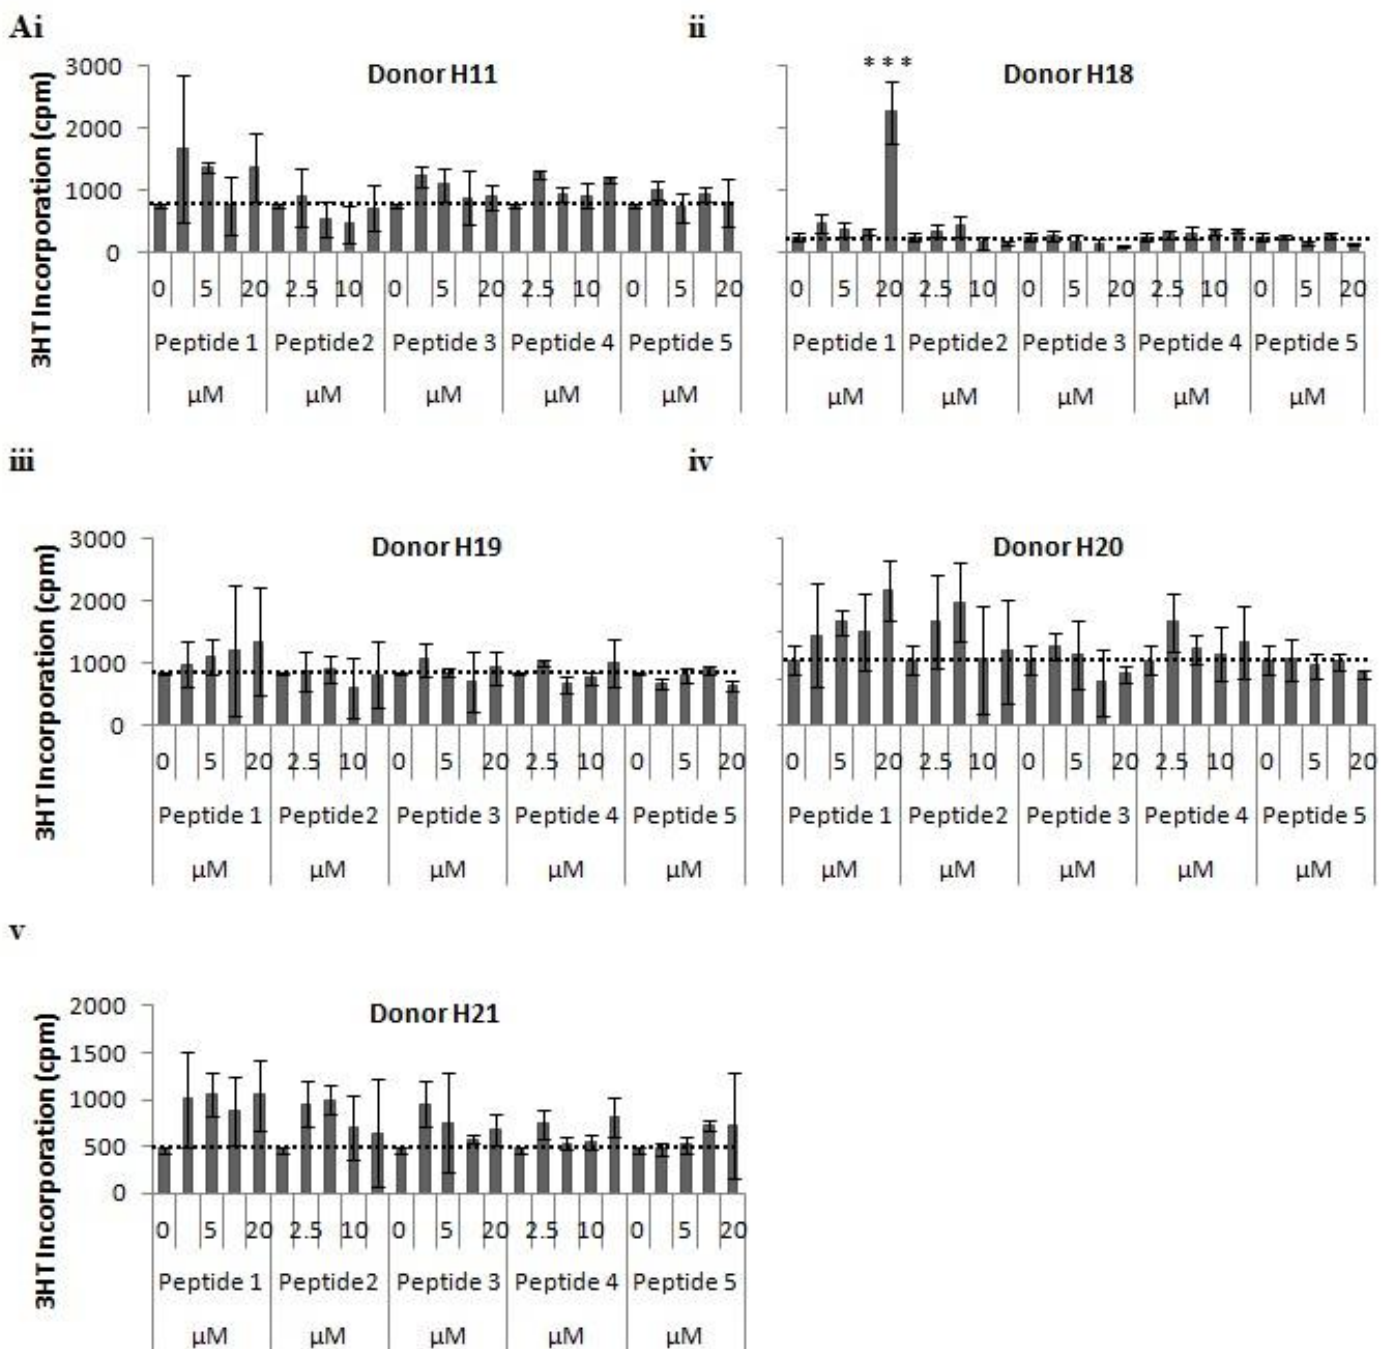 Ai
ii
3HT Incorporation (cpm)
3000
2000
1000
0
Donor H11
0 5 20 2.5 10 0 5 20 2.5 10 0 5 20
Peptide 1 Peptide2 Peptide 3 Peptide 4 Peptide 5
µM µM µM µM µM
Donor H18
***
0 5 20 2.5 10 0 5 20 2.5 10 0 5 20
Peptide 1 Peptide2 Peptide 3 Peptide 4 Peptide 5
µM µM µM µM µM
iii
iv
3HT Incorporation (cpm)
3000
2000
1000
0
Donor H19
0 5 20 2.5 10 0 5 20 2.5 10 0 5 20
Peptide 1 Peptide2 Peptide 3 Peptide 4 Peptide 5
µM µM µM µM µM
Donor H20
0 5 20 2.5 10 0 5 20 2.5 10 0 5 20
Peptide 1 Peptide2 Peptide 3 Peptide 4 Peptide 5
µM µM µM µM µM
v
3HT Incorporation (cpm)
2000
1500
1000
500
0
Donor H21
0 5 20 2.5 10 0 5 20 2.5 10 0 5 20
Peptide 1 Peptide2 Peptide 3 Peptide 4 Peptide 5
µM µM µM µM µM